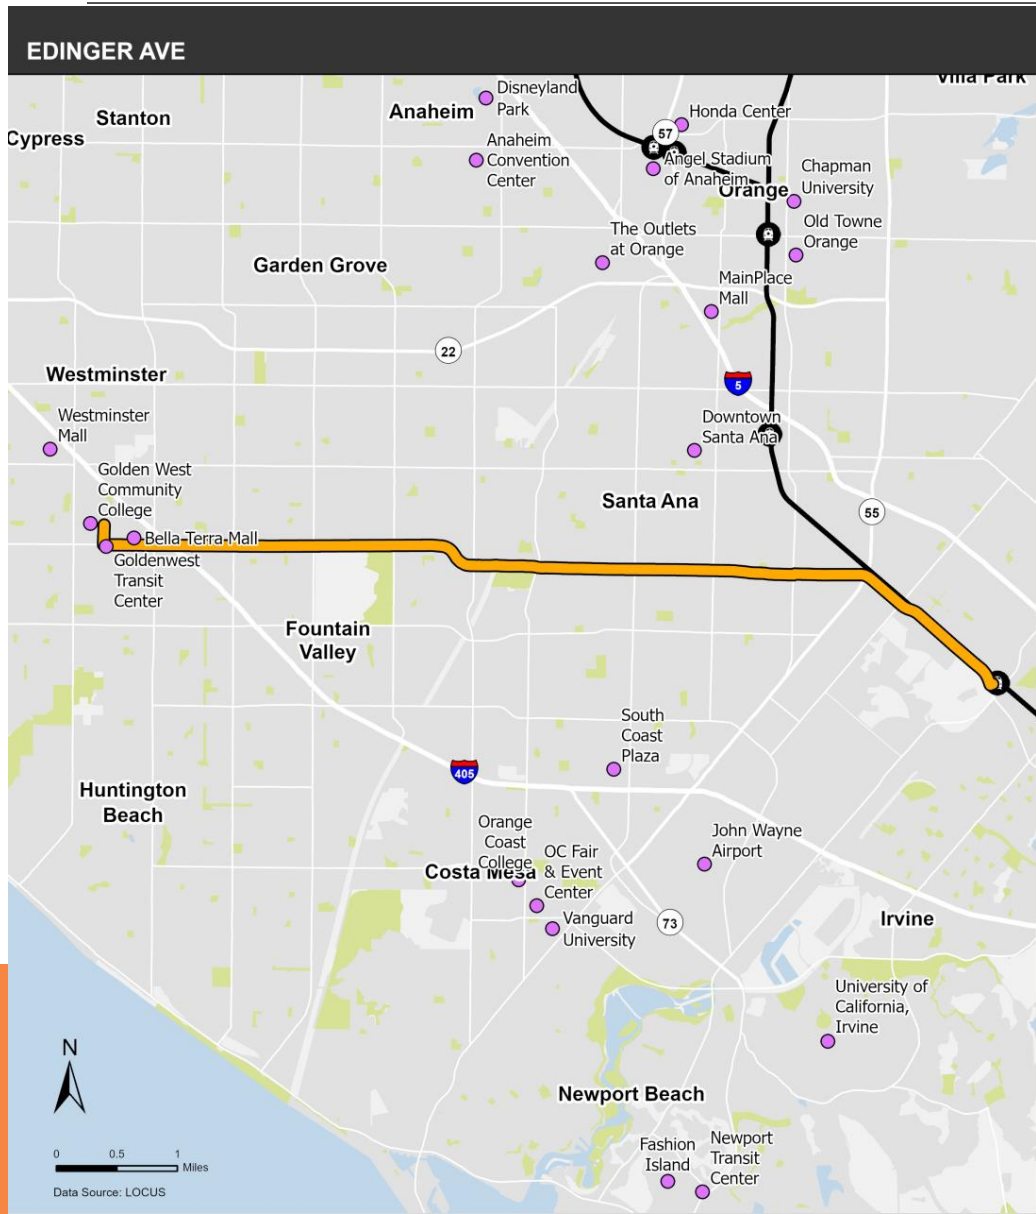 EDINGER AVE
Villa Park
Disneyland
Park
Stanton
Anaheim
Honda Center
Cypress
57
Anaheim
Convention
Center
Angel Stadium
of Anaheim
Chapman
University
Orange
Old Towne
Orange
The Outlets
at Orange
Garden Grove
MainPlace
Mall
22
Westminster
5
Westminster
Mall
Downtown
Santa Ana
Golden West
Community
College
Santa Ana
55
Bella Terra Mall
Goldenwest
Transit
Center
Fountain
Valley
South
Coast
Plaza
405
Huntington
Beach
Orange
Coast
College
John Wayne
Airport
OC Fair
& Event
Center
Costa Mesa
Vanguard
University
73
Irvine
University of
California,
Irvine
N
Newport Beach
Fashion
Island
Newport
Transit
Center
0 0.5 1
Miles
Data Source: LOCUS